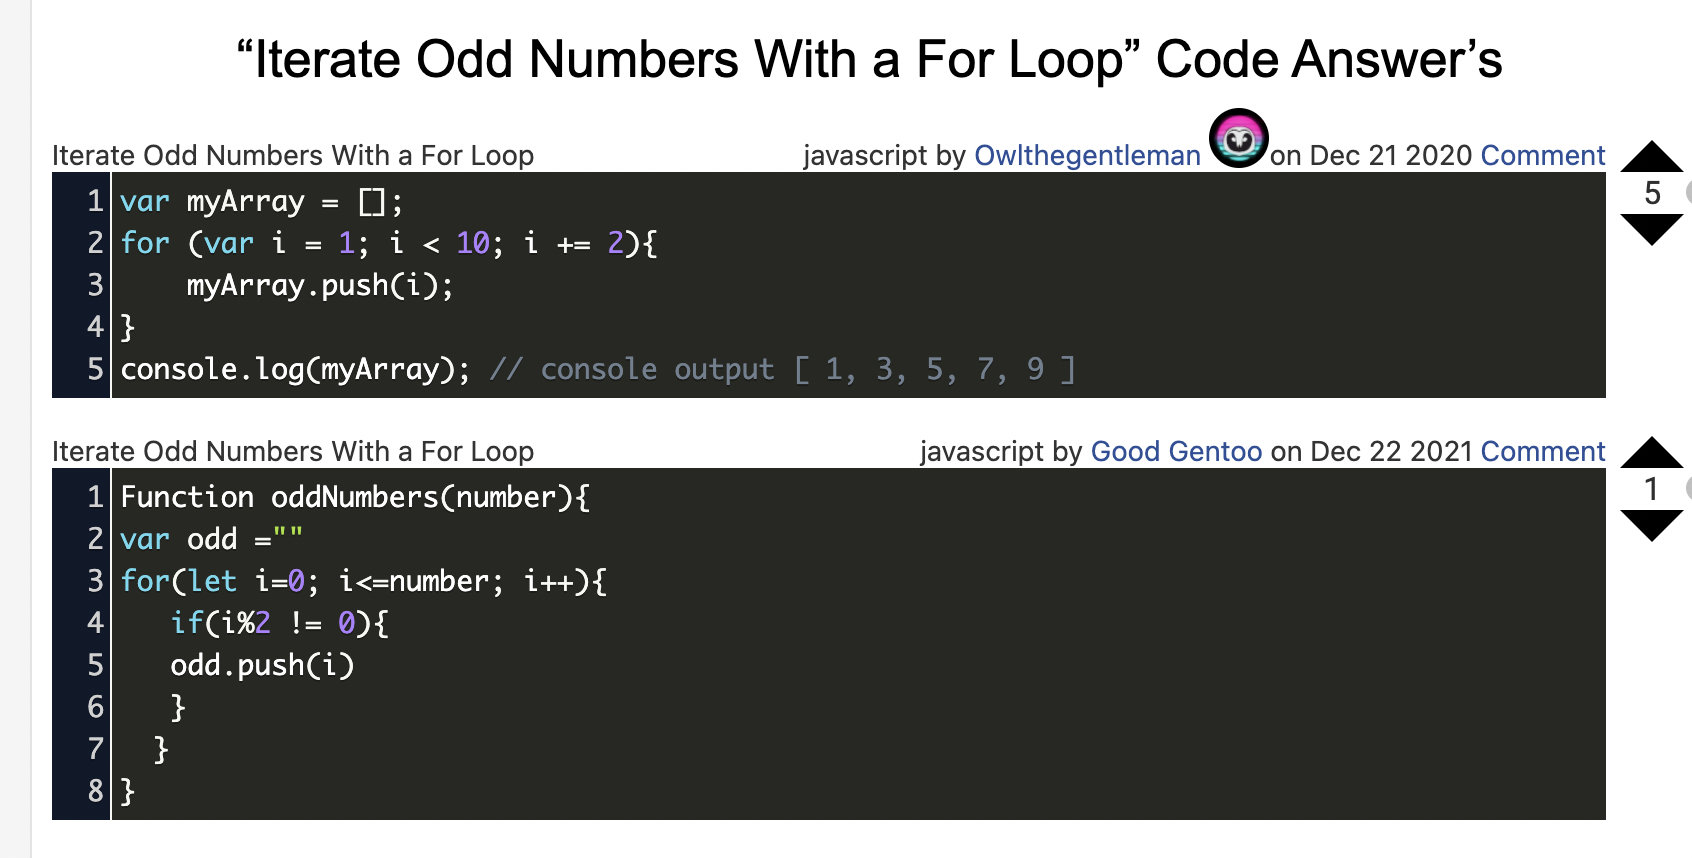 “Iterate Odd Numbers With a For Loop” Code Answer’s
Iterate Odd Numbers With a For Loop javascript by Owlthegentleman on Dec 21 2020 Comment
5
1 var myArray = [];
2 for (var i = 1; i < 10; i += 2){
3     myArray.push(i);
4 }
5 console.log(myArray); // console output [ 1, 3, 5, 7, 9 ]
Iterate Odd Numbers With a For Loop javascript by Good Gentoo on Dec 22 2021 Comment
1
1 Function oddNumbers(number){
2 var odd =""
3 for(let i=0; i<=number; i++){
4    if(i%2 != 0){
5    odd.push(i)
6    }
7   }
8 }